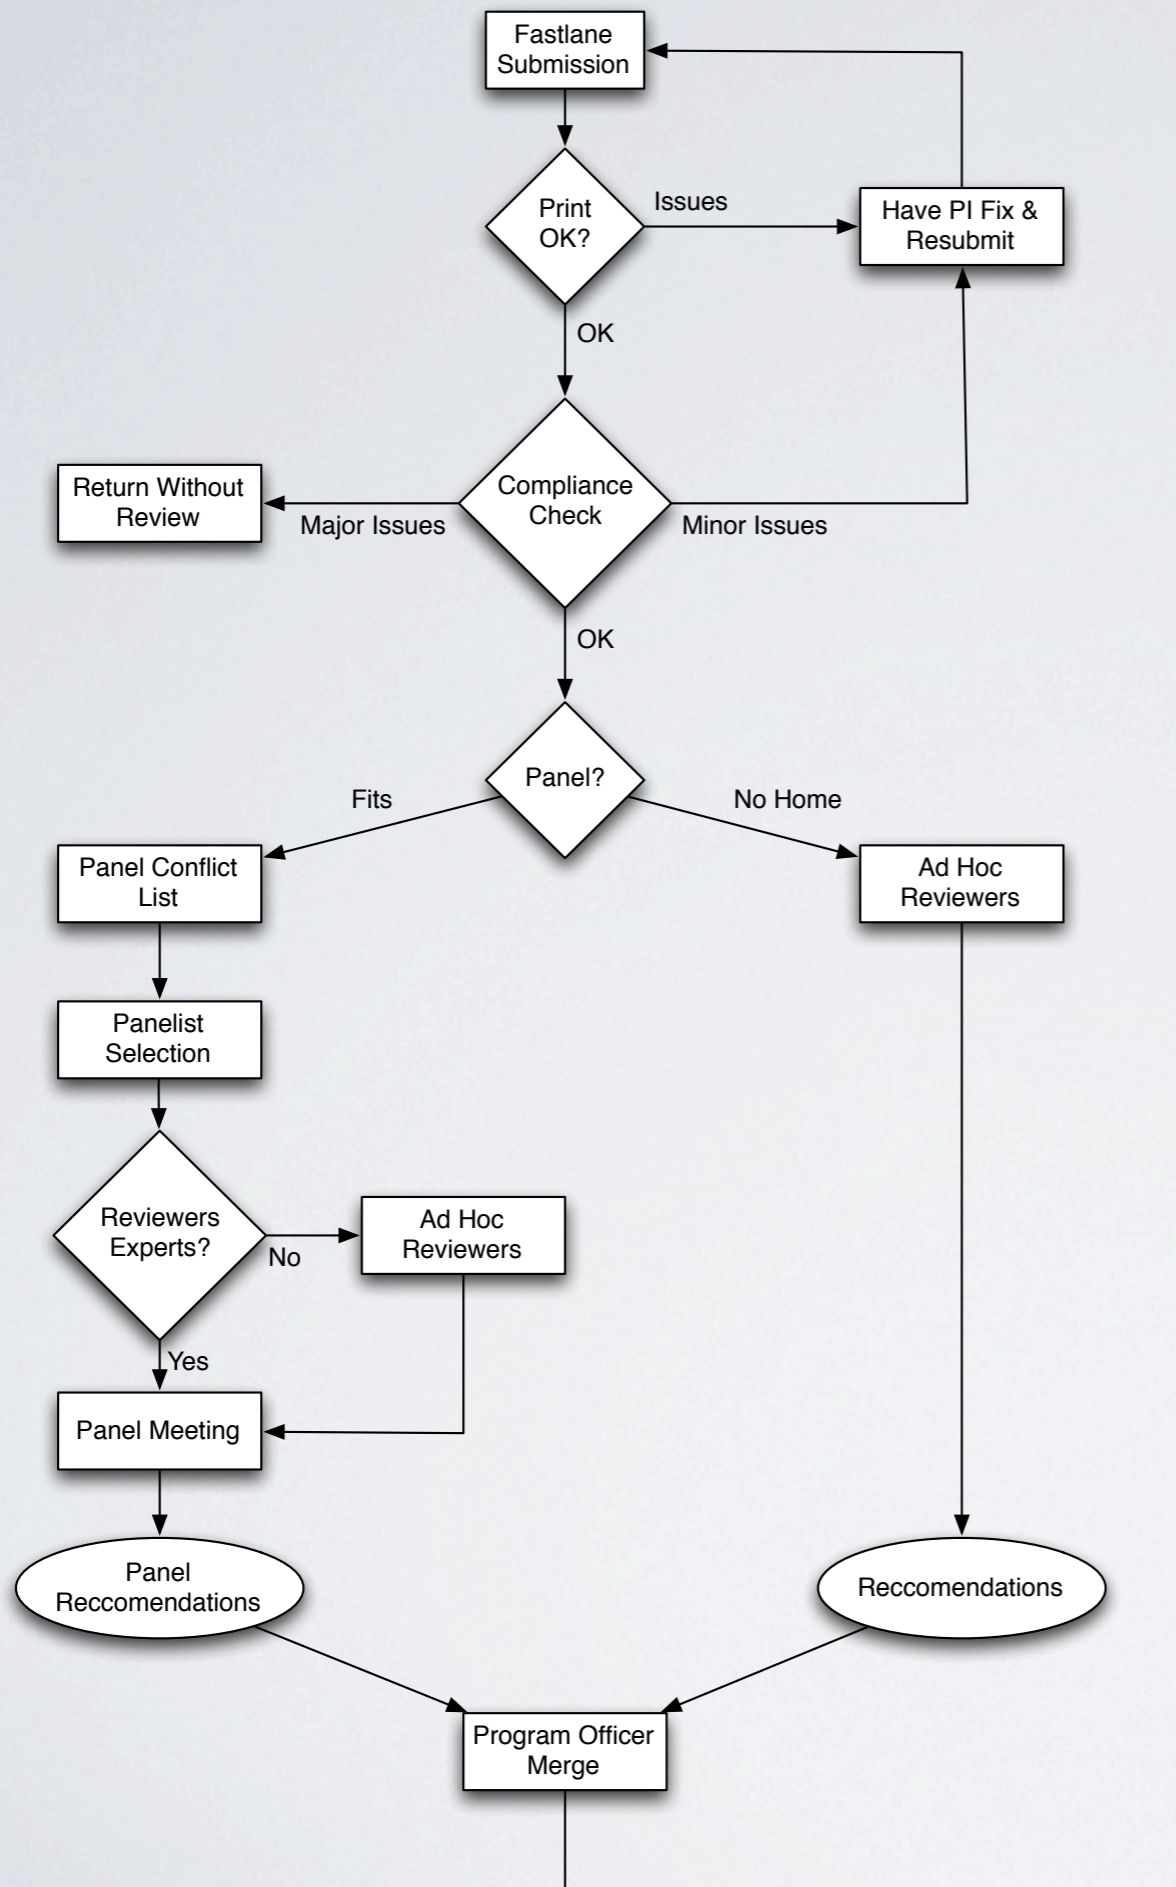 Fastlane
Submission
Print
OK?
Issues
Have PI Fix &
Resubmit
OK
Return Without
Review
Major Issues
Compliance
Check
Minor Issues
OK
Panel?
Fits
No Home
Panel Conflict
List
Ad Hoc
Reviewers
Panelist
Selection
Reviewers
Experts?
No
Ad Hoc
Reviewers
Yes
Panel Meeting
Panel
Reccomendations
Reccomendations
Program Officer
Merge